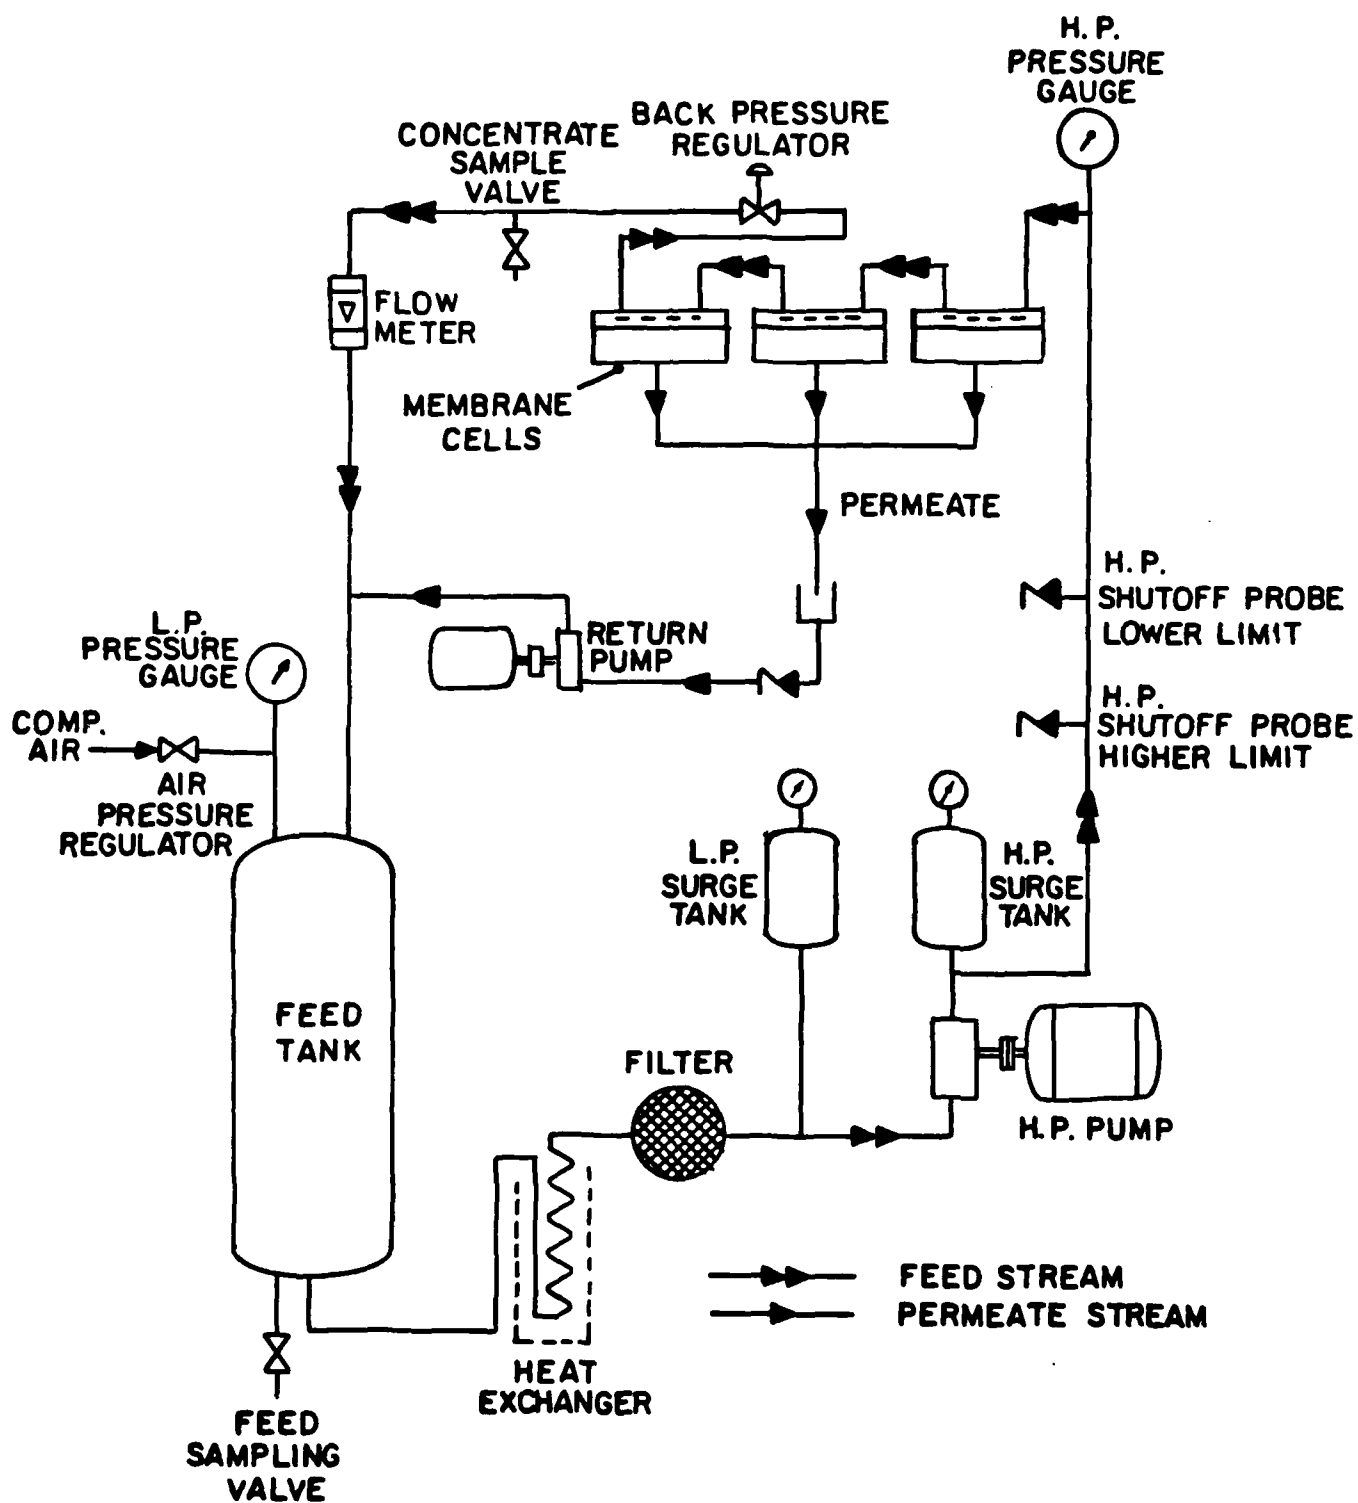 H. P.
PRESSURE
GAUGE
BACK PRESSURE
REGULATOR
CONCENTRATE
SAMPLE
VALVE
FLOW
METER
MEMBRANE
CELLS
PERMEATE
H. P.
SHUTOFF PROBE
LOWER LIMIT
L.P.
PRESSURE
GAUGE
RETURN
PUMP
H. P.
SHUTOFF PROBE
HIGHER LIMIT
COMP.
AIR
AIR
PRESSURE
REGULATOR
L.P.
SURGE
TANK
H.P.
SURGE
TANK
FEED
TANK
FILTER
H.P. PUMP
FEED STREAM
PERMEATE STREAM
HEAT
EXCHANGER
FEED
SAMPLING
VALVE